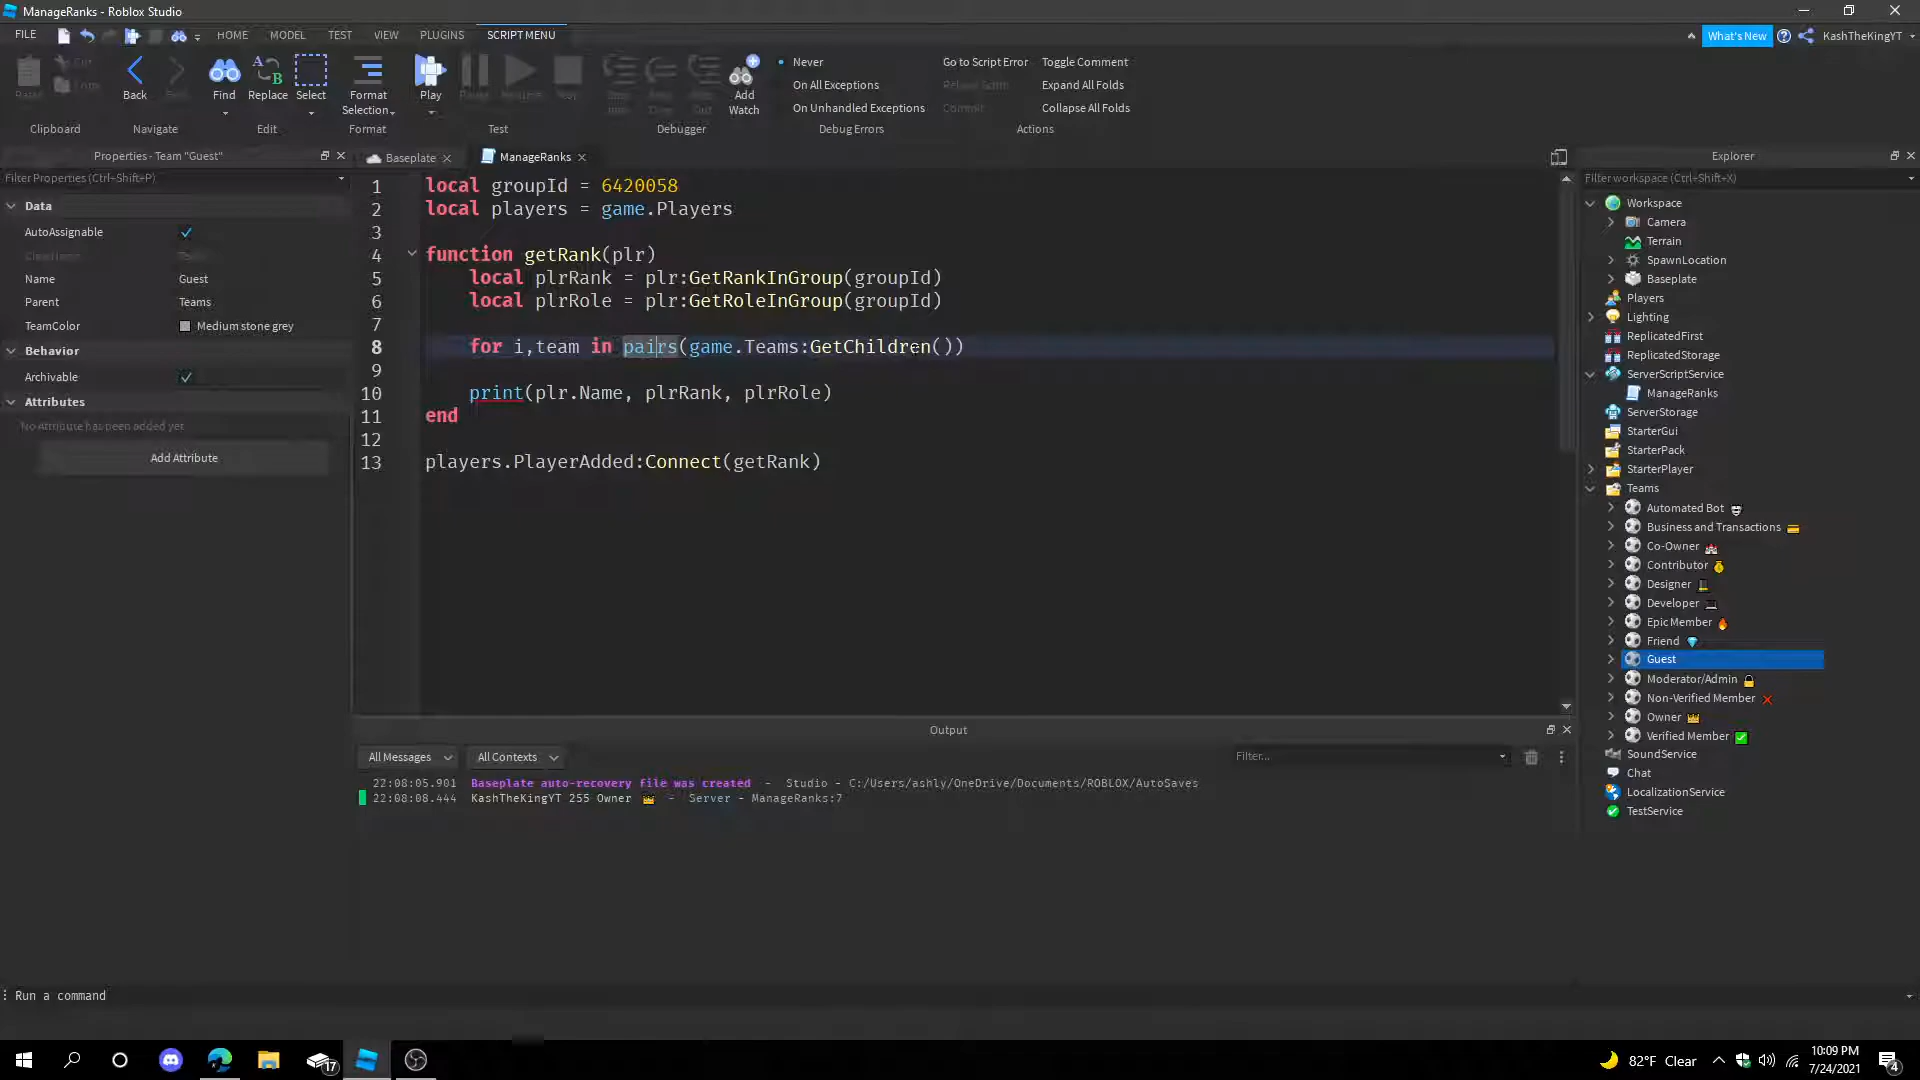 ManageRanks - Roblox Studio
FILE
HOME
MODEL
TEST
VIEW
PLUGINS
SCRIPT MENU
What's New
KashTheKingYT
Back
Find
Replace
Select
Format
Selection
Play
Add
Watch
Never
On All Exceptions
On Unhandled Exceptions
Go to Script Error
Reload Script
Commit
Toggle Comment
Expand All Folds
Collapse All Folds
Clipboard
Navigate
Edit
Format
Test
Debugger
Debug Errors
Actions
Properties - Team "Guest"
Filter Properties (Ctrl+Shift+P)
Data
AutoAssignable
Name Guest
Parent Teams
TeamColor Medium stone grey
Behavior
Archivable
Attributes
No Attribute has been added yet
Add Attribute
Baseplate
ManageRanks
1 local groupId = 6420058
2 local players = game.Players
3
4 function getRank(plr)
5 local plrRank = plr:GetRankInGroup(groupId)
6 local plrRole = plr:GetRoleInGroup(groupId)
7
8 for i,team in pairs(game.Teams:GetChildren())
9
10 print(plr.Name, plrRank, plrRole)
11 end
12
13 players.PlayerAdded:Connect(getRank)
Output
All Messages
All Contexts
Filter...
22:08:05.901 Baseplate auto-recovery file was created - Studio - C:/Users/ashly/OneDrive/Documents/ROBLOX/AutoSaves
22:08:08.444 KashTheKingYT 255 Owner 👑 - Server - ManageRanks:7
Explorer
Filter workspace (Ctrl+Shift+X)
Workspace
Camera
Terrain
SpawnLocation
Baseplate
Players
Lighting
ReplicatedFirst
ReplicatedStorage
ServerScriptService
ManageRanks
ServerStorage
StarterGui
StarterPack
StarterPlayer
Teams
Automated Bot
Business and Transactions 💳
Co-Owner
Contributor
Designer
Developer 💻
Epic Member 🔥
Friend 💎
Guest
Moderator/Admin 🔒
Non-Verified Member ❌
Owner 👑
Verified Member ✅
SoundService
Chat
LocalizationService
TestService
Run a command
17
82°F Clear
10:09 PM
7/24/2021
4